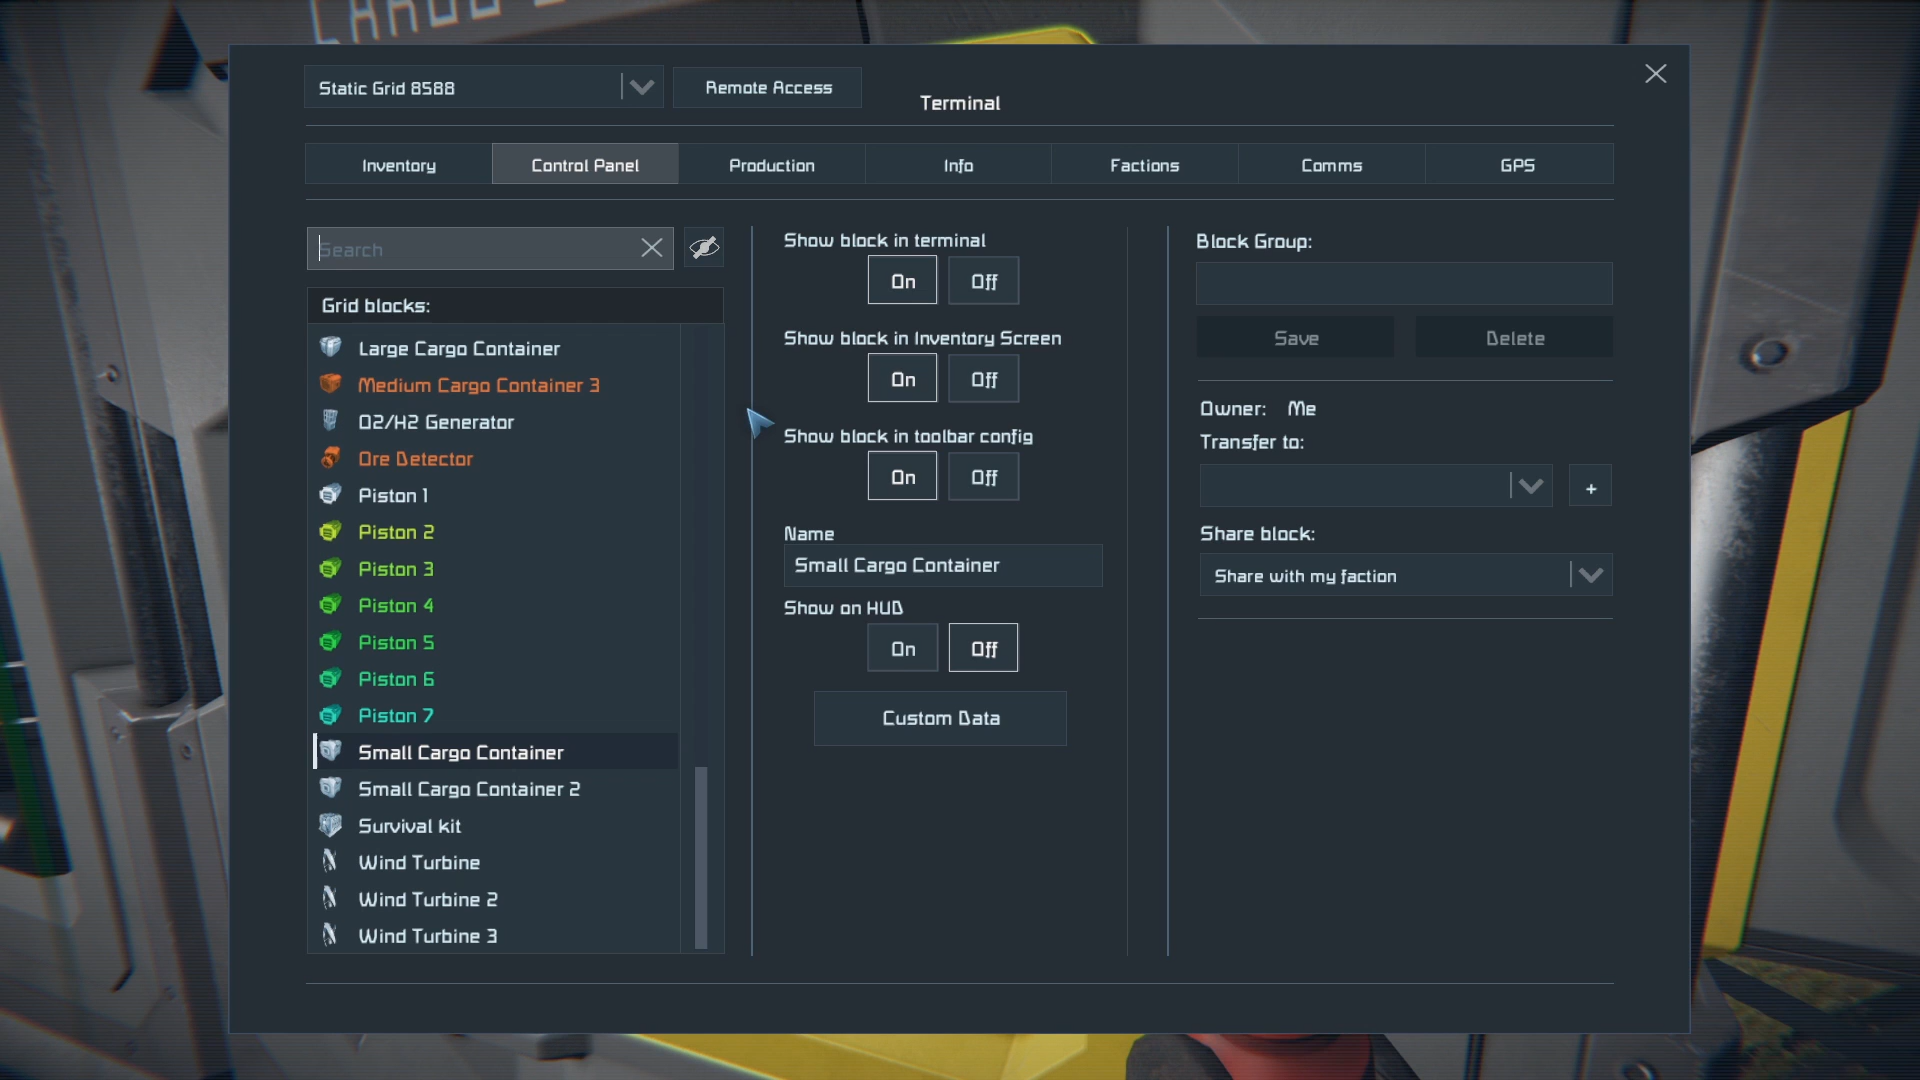 Static Grid 8588
Remote Access
Terminal
Inventory
Control Panel
Production
Info
Factions
Comms
GPS
Search
Grid blocks:
Large Cargo Container
Medium Cargo Container 3
O2/H2 Generator
Ore Detector
Piston 1
Piston 2
Piston 3
Piston 4
Piston 5
Piston 6
Piston 7
Small Cargo Container
Small Cargo Container 2
Survival kit
Wind Turbine
Wind Turbine 2
Wind Turbine 3
Show block in terminal
On Off
Show block in Inventory Screen
On Off
Show block in toolbar config
On Off
Name
Small Cargo Container
Show on HUD
On Off
Custom Data
Block Group:
Save Delete
Owner: Me
Transfer to:
+
Share block:
Share with my faction